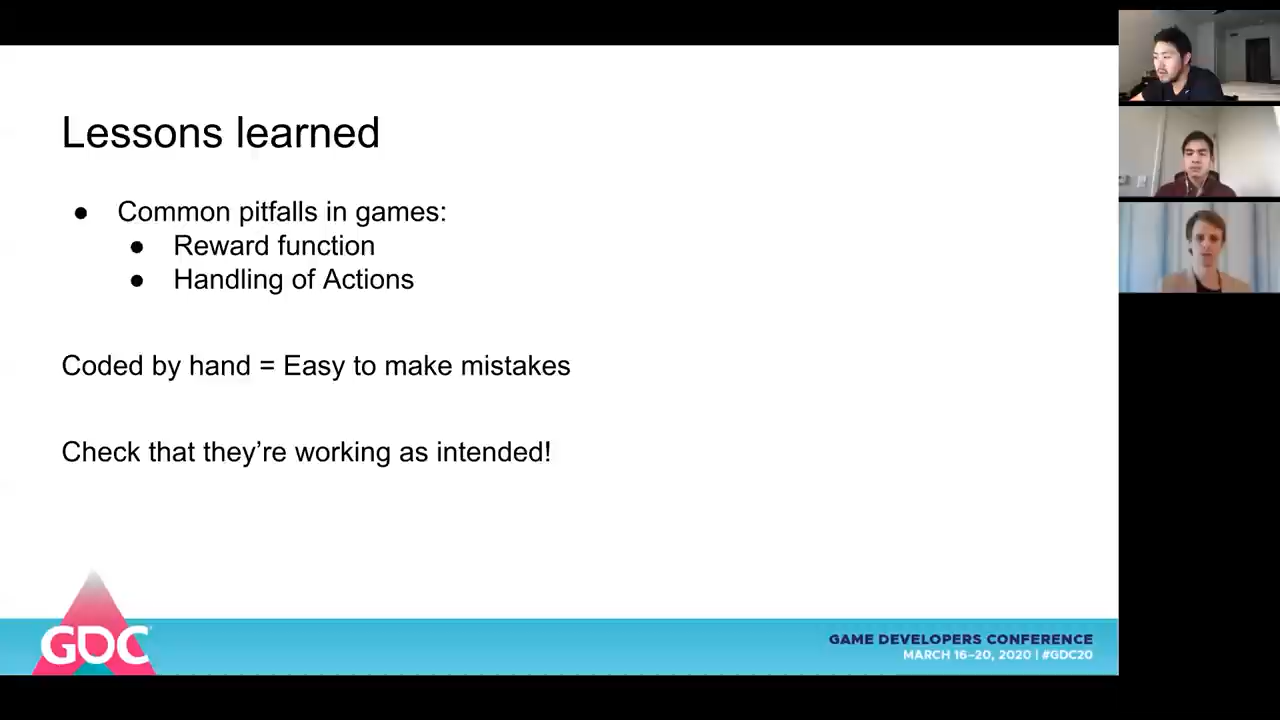 Lessons learned
● Common pitfalls in games:
● Reward function
● Handling of Actions
Coded by hand = Easy to make mistakes
Check that they’re working as intended!
GDC
GAME DEVELOPERS CONFERENCE
MARCH 16–20, 2020 | #GDC20